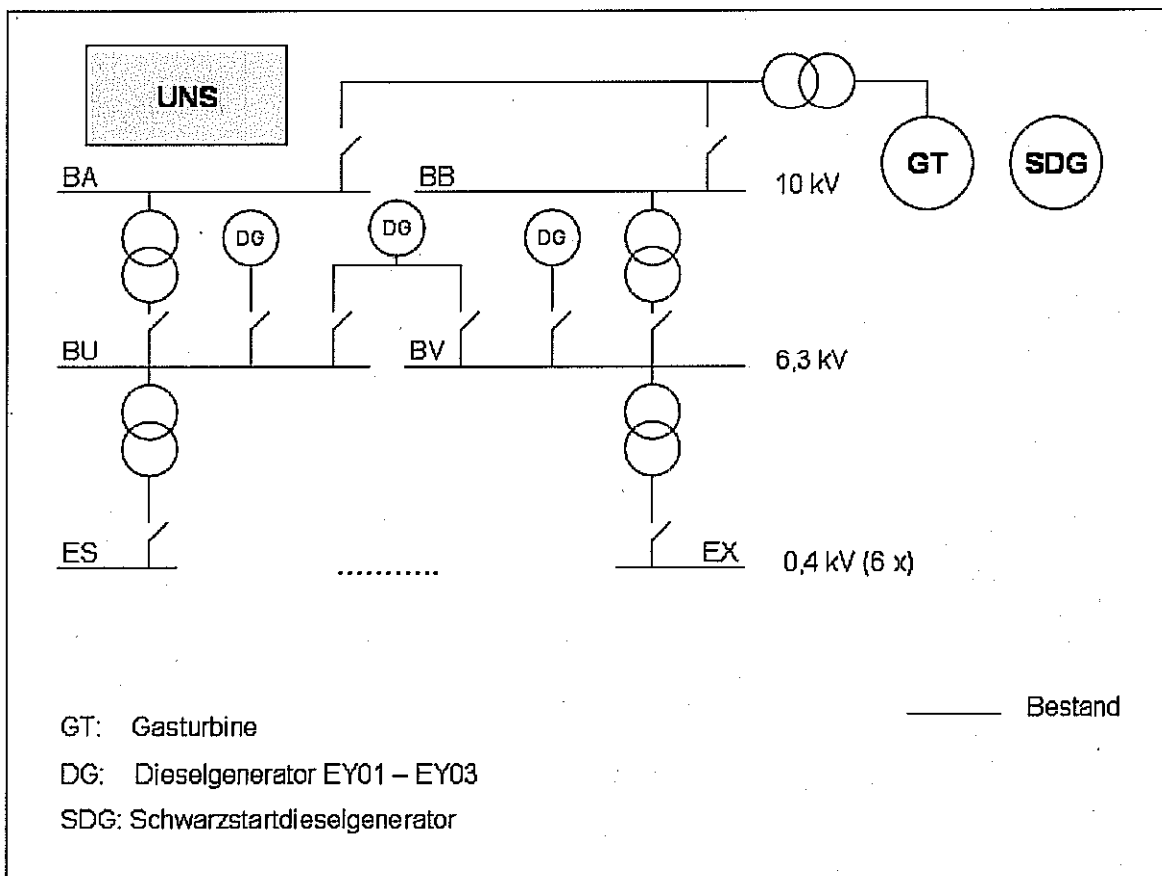 UNS
GT
SDG
BA
BB
10 kV
DG
DG
DG
BU
BV
6,3 kV
ES
EX
0,4 kV (6 x)
Bestand
GT: Gasturbine
DG: Dieselgenerator EY01 – EY03
SDG: Schwarzstartdieselgenerator